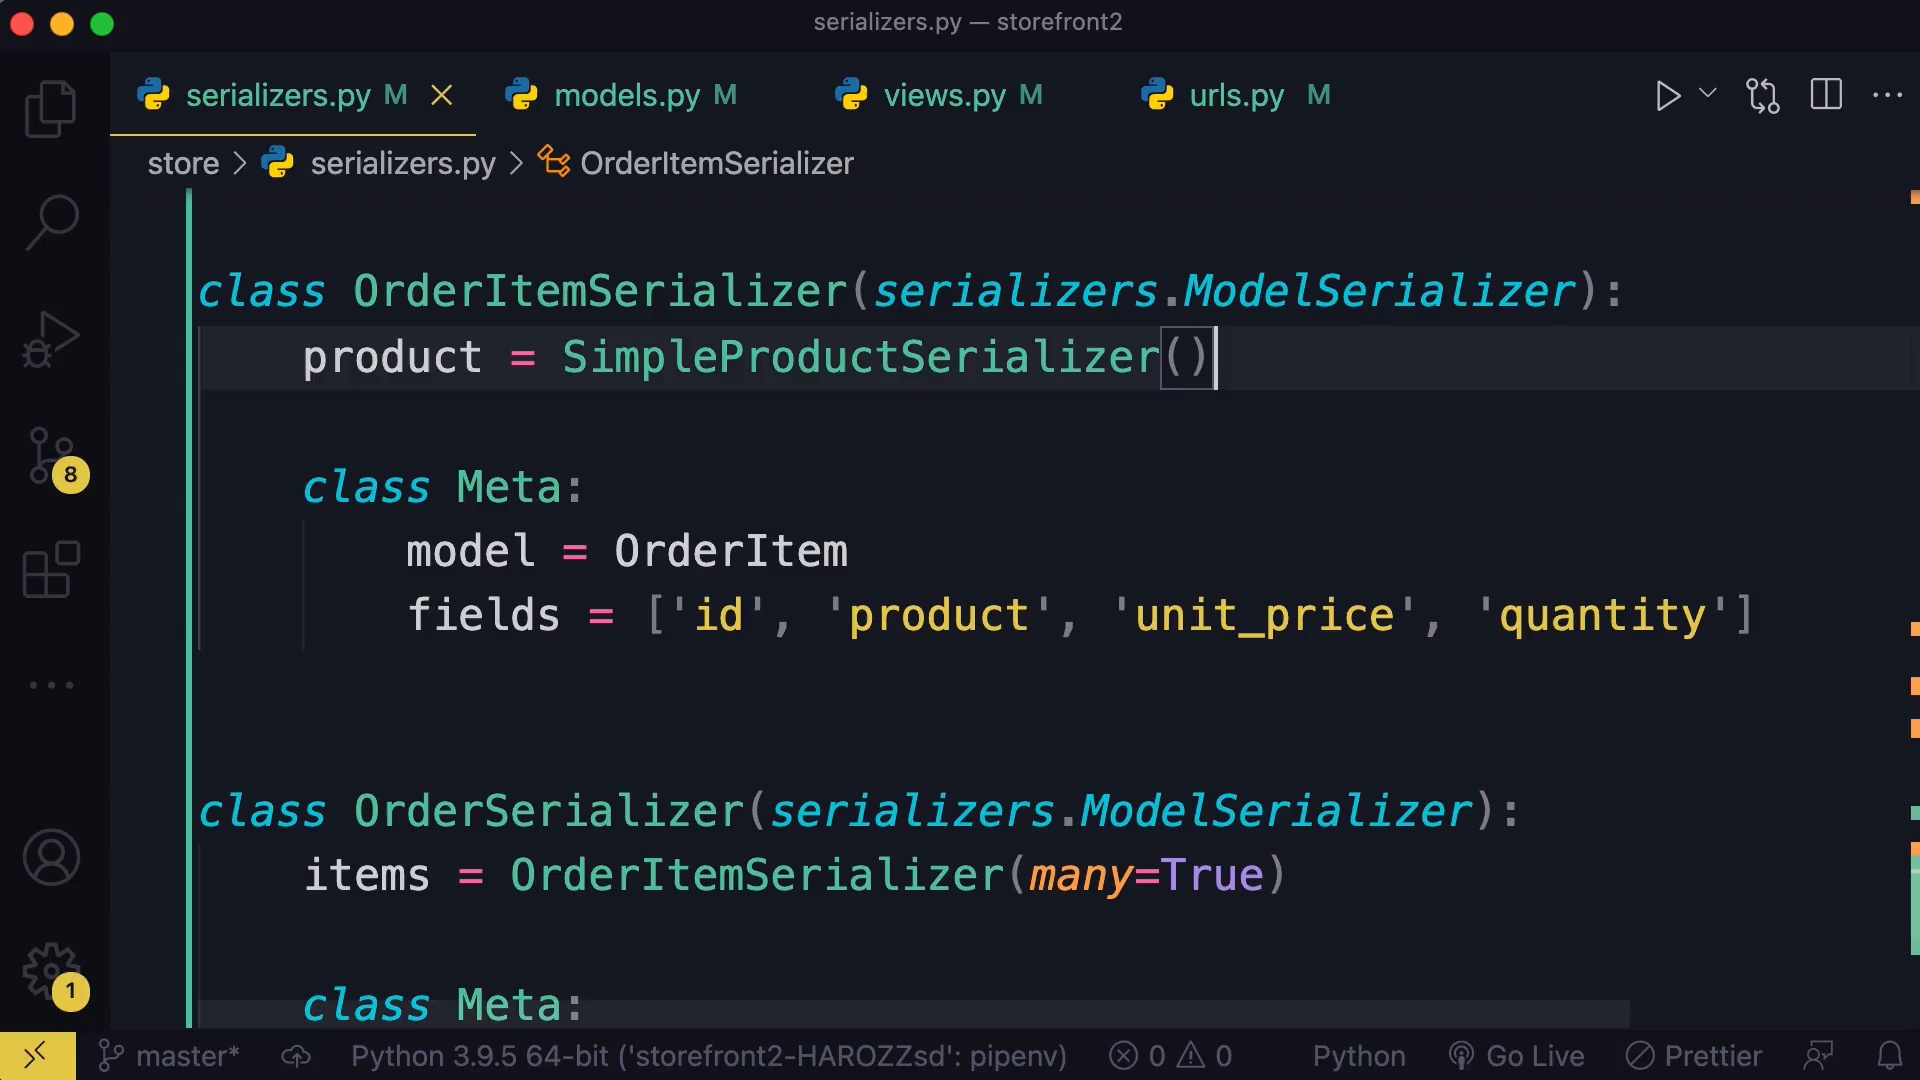 serializers.py — storefront2
serializers.py M models.py M views.py M urls.py M
store > serializers.py > OrderItemSerializer
class OrderItemSerializer(serializers.ModelSerializer):
    product = SimpleProductSerializer()
    class Meta:
        model = OrderItem
        fields = ['id', 'product', 'unit_price', 'quantity']
class OrderSerializer(serializers.ModelSerializer):
    items = OrderItemSerializer(many=True)
    class Meta:
8
1
master* Python 3.9.5 64-bit ('storefront2-HAROZZsd': pipenv) 0 0 Python Go Live Prettier